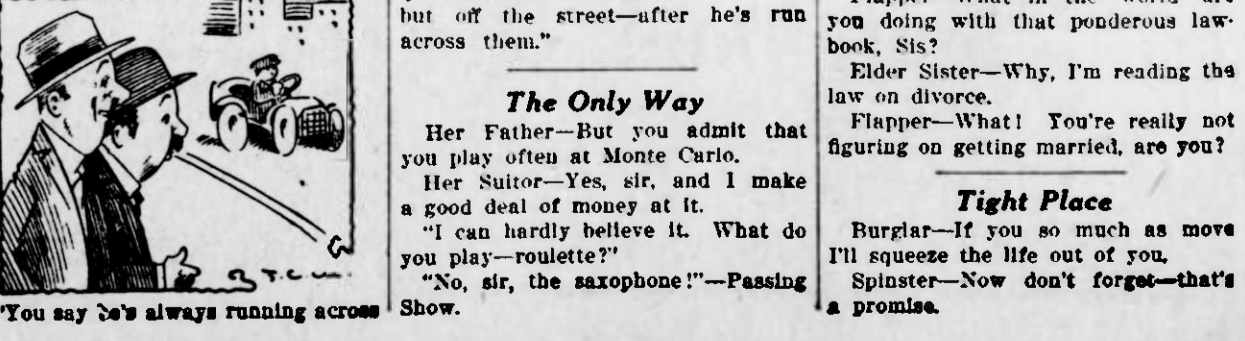 "You say he's always running across
but off the street—after he's run
across them."
The Only Way
Her Father—But you admit that
you play often at Monte Carlo.
Her Suitor—Yes, sir, and I make
a good deal of money at it.
"I can hardly believe it. What do
you play—roulette?"
"No, sir, the saxophone!"—Passing
Show.
you doing with that ponderous law-
book, Sis?
Elder Sister—Why, I'm reading the
law on divorce.
Flapper—What! You're really not
figuring on getting married, are you?
Tight Place
Burglar—If you so much as move
I'll squeeze the life out of you.
Spinster—Now don't forget—that's
a promise.